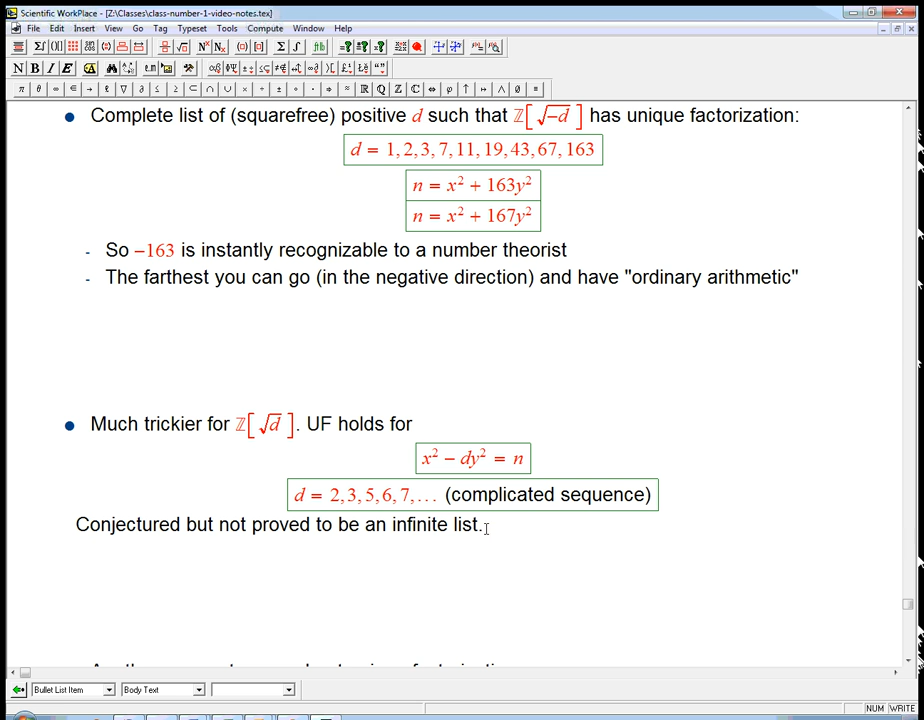 Scientific WorkPlace - [Z:\Classes\class-number-1-video-notes.tex]
File Edit Insert View Go Tag Typeset Tools Compute Window Help
• Complete list of (squarefree) positive d such that ℤ[√−d] has unique factorization:
d = 1, 2, 3, 7, 11, 19, 43, 67, 163
n = x² + 163y²
n = x² + 167y²
- So −163 is instantly recognizable to a number theorist
- The farthest you can go (in the negative direction) and have "ordinary arithmetic"
• Much trickier for ℤ[√d]. UF holds for
x² − dy² = n
d = 2, 3, 5, 6, 7, … (complicated sequence)
Conjectured but not proved to be an infinite list.
Bullet List Item Body Text
NUM WRITE